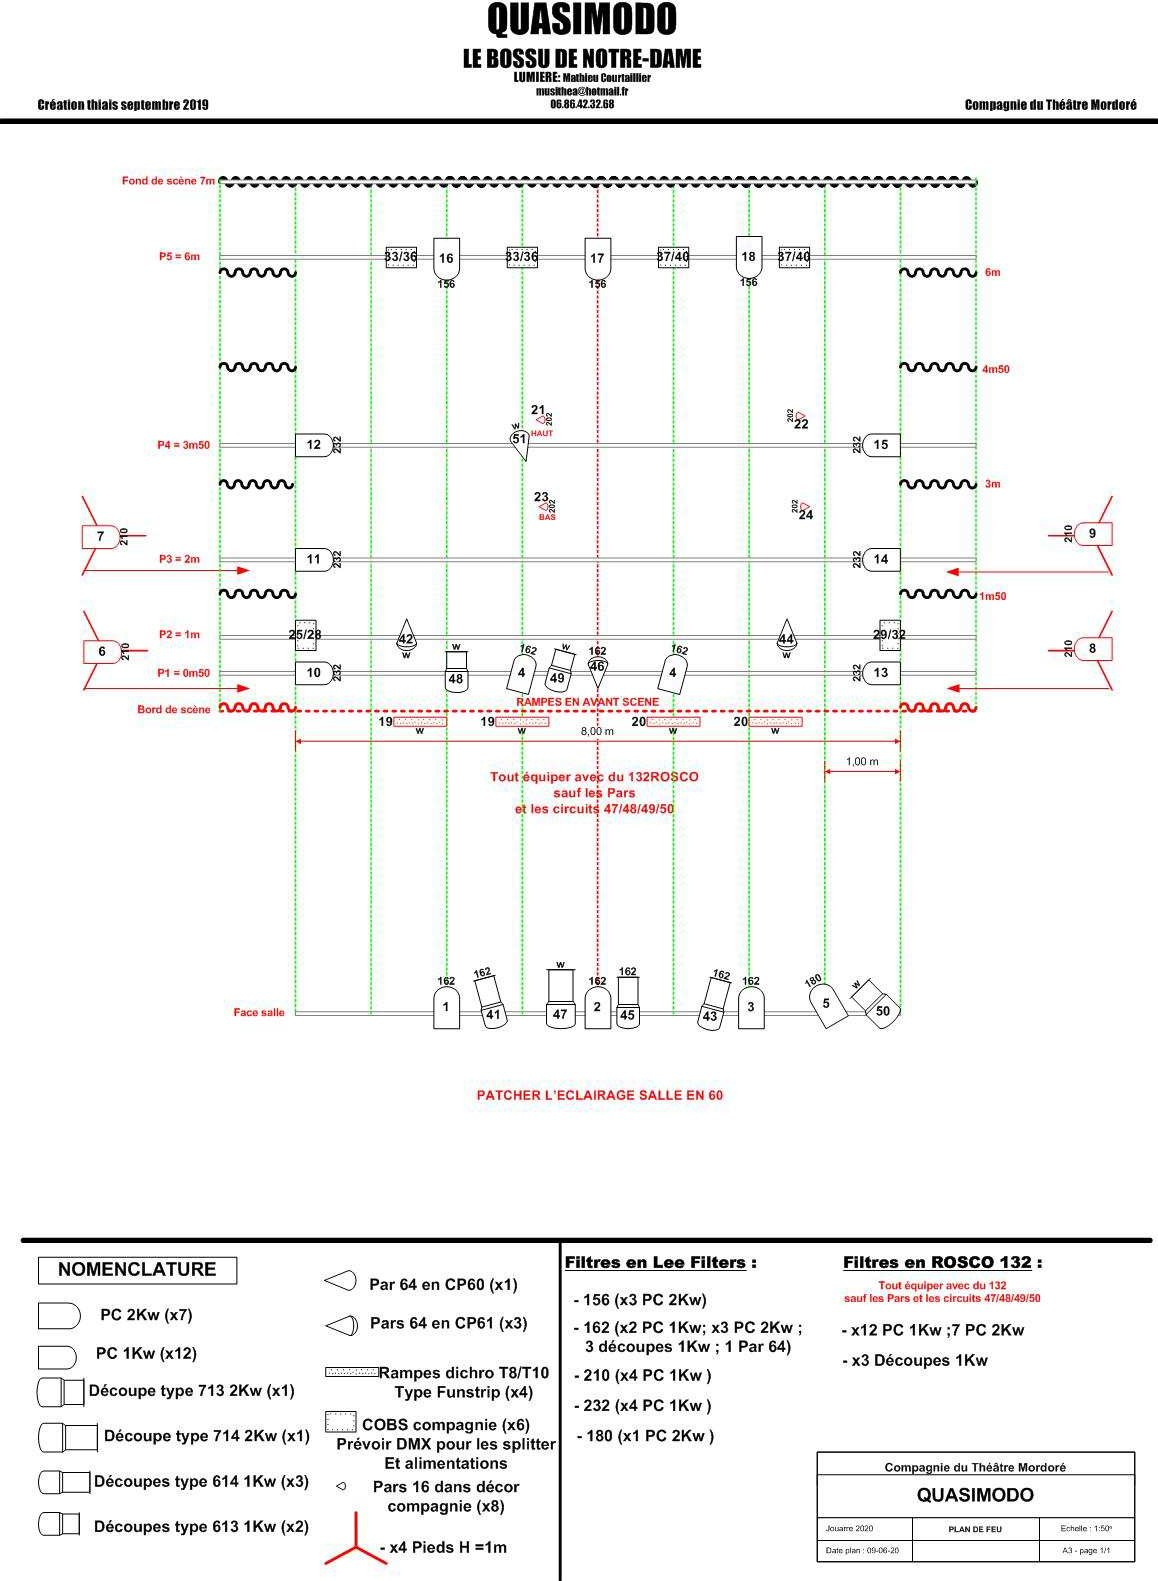 QUASIMODO
LE BOSSU DE NOTRE-DAME
LUMIERE: Mathieu Courtaillier
musithea@hotmail.fr
06.86.42.32.68
Création thiais septembre 2019
Compagnie du Théâtre Mordoré
Fond de scène 7m
P5 = 6m
33/36
16
33/36
17
37/40
18
37/40
156
156
156
6m
4m50
21
202
HAUT
202
22
W
51
P4 = 3m50
12
232
232
15
3m
23
202
BAS
202
24
7
210
210
9
P3 = 2m
11
232
232
14
1m50
P2 = 1m
25/28
42
W
44
W
29/32
6
210
210
8
P1 = 0m50
10
232
W
48
162
4
W
49
162
46
162
4
232
13
RAMPES EN AVANT SCENE
Bord de scène
19
W
19
W
20
W
20
W
8,00 m
1,00 m
Tout équiper avec du 132ROSCO
sauf les Pars
et les circuits 47/48/49/50
Face salle
162
1
162
41
W
47
162
2
162
45
162
43
162
3
180
5
W
50
PATCHER L'ECLAIRAGE SALLE EN 60
NOMENCLATURE
PC 2Kw (x7)
PC 1Kw (x12)
Découpe type 713 2Kw (x1)
Découpe type 714 2Kw (x1)
Découpes type 614 1Kw (x3)
Découpes type 613 1Kw (x2)
Par 64 en CP60 (x1)
Pars 64 en CP61 (x3)
Rampes dichro T8/T10
Type Funstrip (x4)
COBS compagnie (x6)
Prévoir DMX pour les splitter
Et alimentations
Pars 16 dans décor
compagnie (x8)
- x4 Pieds H =1m
Filtres en Lee Filters :
- 156 (x3 PC 2Kw)
- 162 (x2 PC 1Kw; x3 PC 2Kw ;
3 découpes 1Kw ; 1 Par 64)
- 210 (x4 PC 1Kw )
- 232 (x4 PC 1Kw )
- 180 (x1 PC 2Kw )
Filtres en ROSCO 132 :
Tout équiper avec du 132
sauf les Pars et les circuits 47/48/49/50
- x12 PC 1Kw ;7 PC 2Kw
- x3 Découpes 1Kw
Compagnie du Théâtre Mordoré
QUASIMODO
Jouarre 2020
PLAN DE FEU
Echelle : 1:50°
Date plan : 09-06-20
A3 - page 1/1